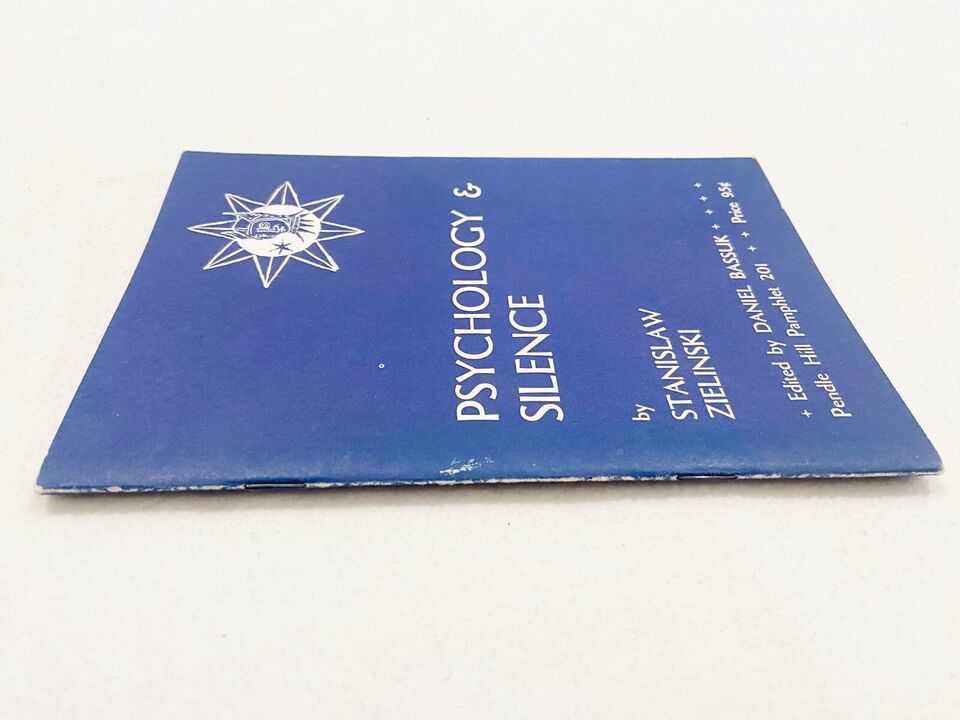 PSYCHOLOGY &
SILENCE
by
STANISLAW
ZIELINSKI
+ Edited by DANIEL BASSUK + + + +
Pendle Hill Pamphlet 201 + + Price 95¢